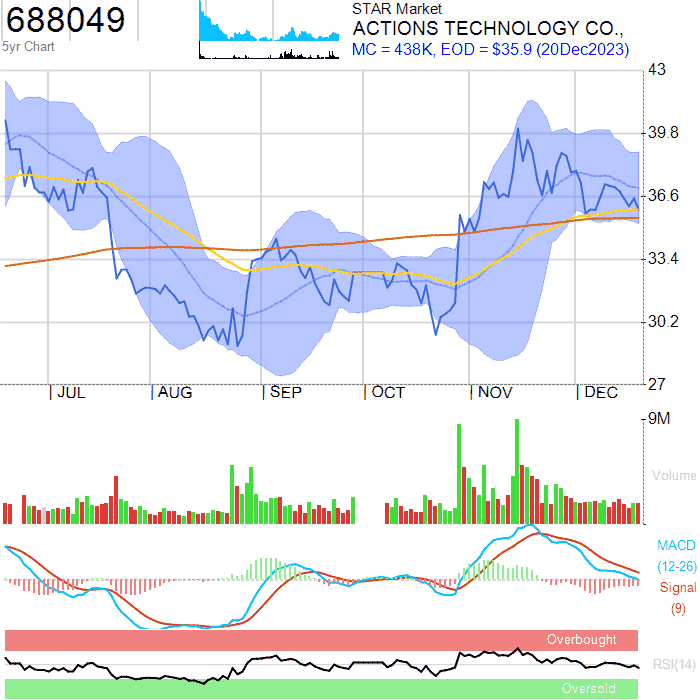 688049
5yr Chart
STAR Market
ACTIONS TECHNOLOGY CO.,
MC = 438K, EOD = $35.9 (20Dec2023)
43
39.8
36.6
33.4
30.2
27
JUL
AUG
SEP
OCT
NOV
DEC
9M
Volume
MACD
(12-26)
Signal
(9)
Overbought
RSI(14)
Oversold